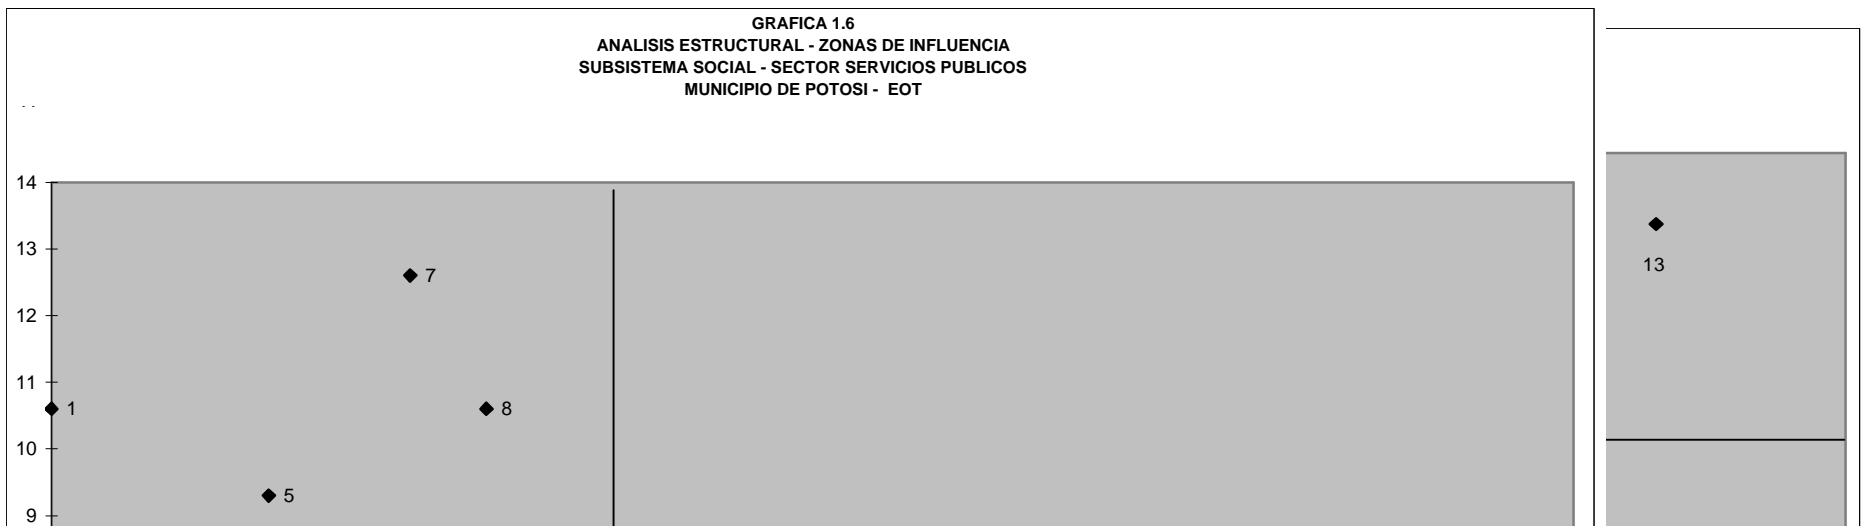 GRAFICA 1.6
ANALISIS ESTRUCTURAL - ZONAS DE INFLUENCIA
SUBSISTEMA SOCIAL - SECTOR SERVICIOS PUBLICOS
MUNICIPIO DE POTOSI - EOT
14
13
7
13
12
11
1
8
10
5
9